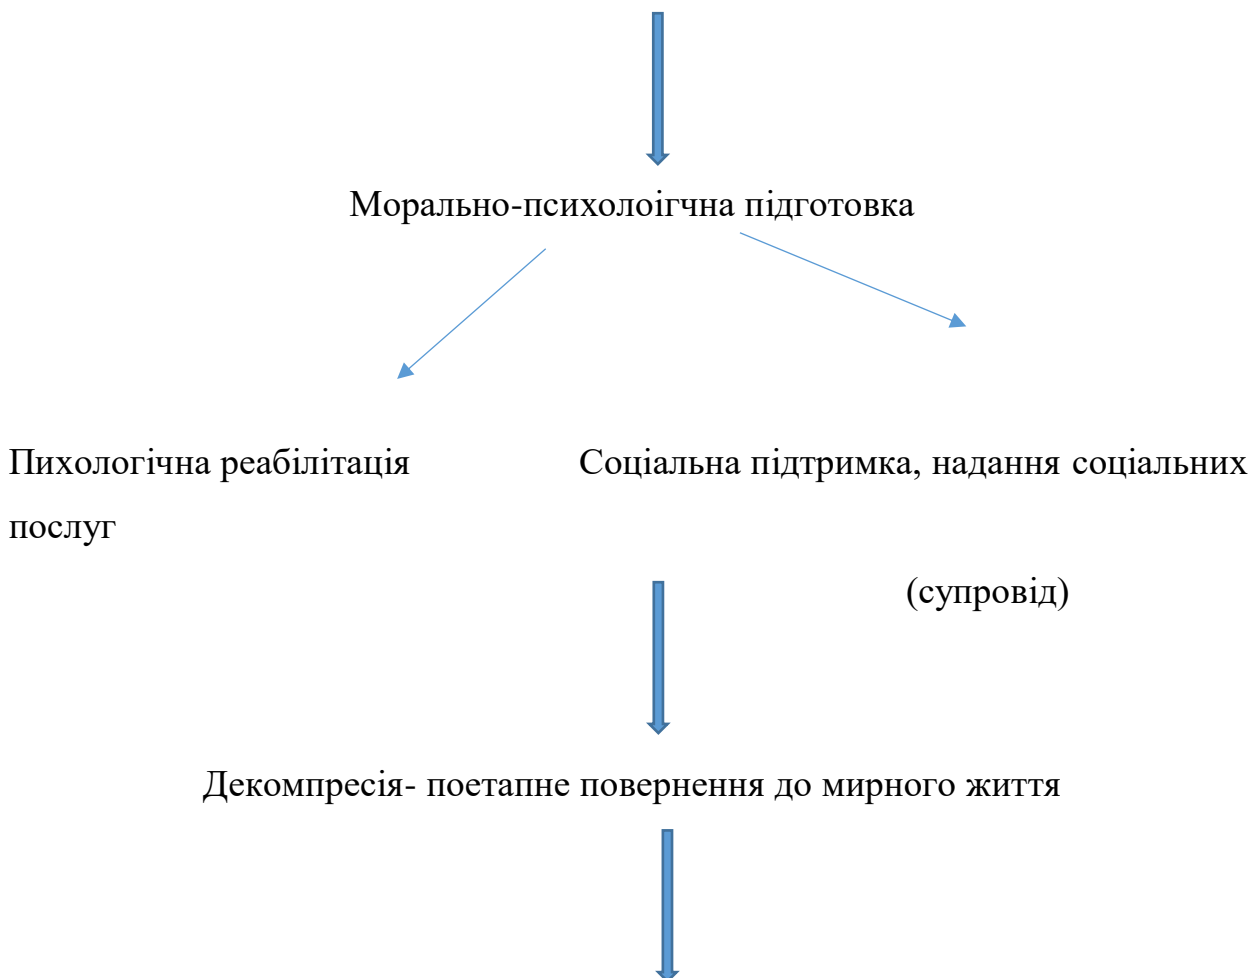 Морально-психолоігчна підготовка
Пихологічна реабілітація Соціальна підтримка, надання соціальних
послуг
(супровід)
Декомпресія- поетапне повернення до мирного життя